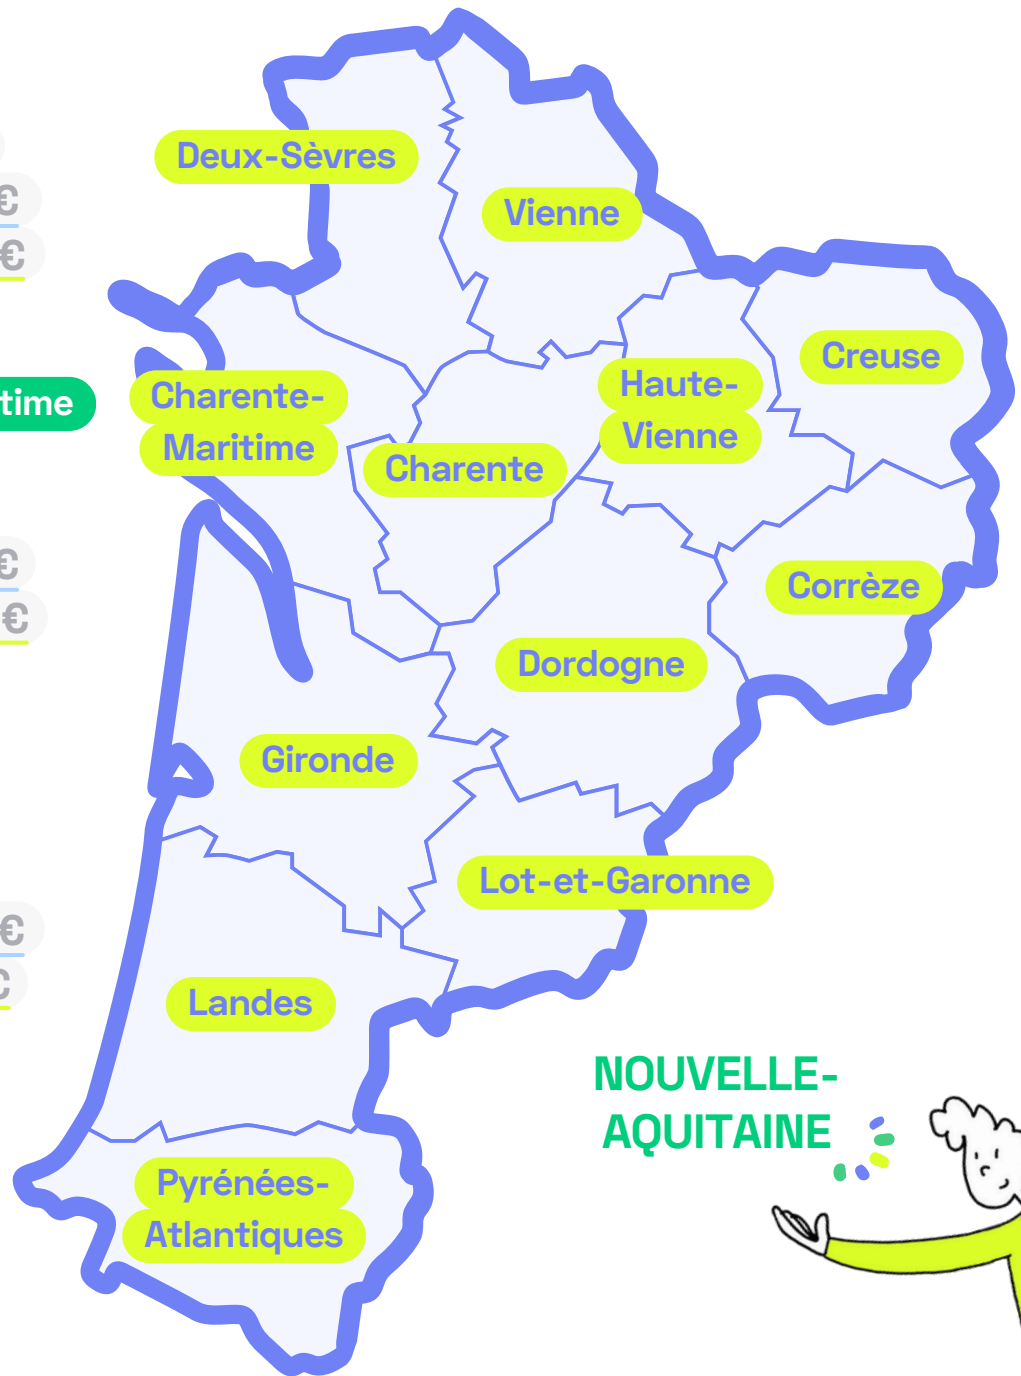 Deux-Sèvres
€
Vienne
€
Creuse
Haute-
Vienne
time
Charente-
Maritime
Charente
€
Corrèze
€
Dordogne
Gironde
Lot-et-Garonne
€
Landes
NOUVELLE-
AQUITAINE
Pyrénées-
Atlantiques